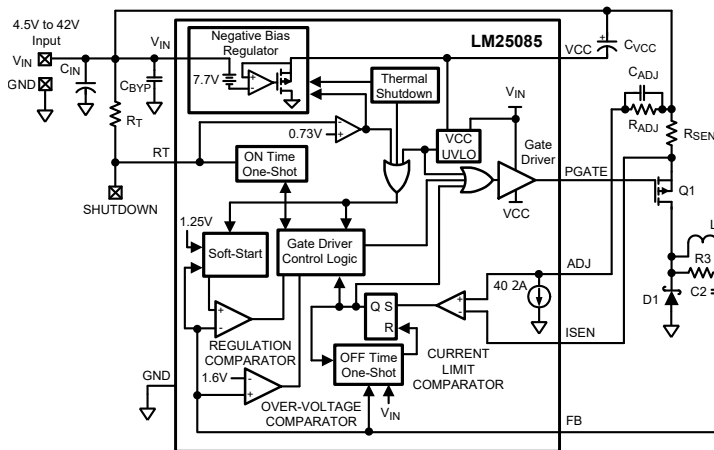 4.5V to 42V
Input
VIN
GND
CIN
CBYP
RT
RT
SHUTDOWN
VIN
Negative Bias
Regulator
7.7V
LM25085
Thermal
Shutdown
0.73V
VCC
UVLO
VIN
Gate
Driver
VCC
ON Time
One-Shot
1.25V
Soft-Start
Gate Driver
Control Logic
REGULATION
COMPARATOR
1.6V
OVER-VOLTAGE
COMPARATOR
Q S
R
OFF Time
One-Shot
VIN
CURRENT
LIMIT
COMPARATOR
40 2A
GND
VCC
CVCC
CADJ
RADJ
RSEN
PGATE
Q1
ADJ
L
R3
C2
D1
ISEN
FB